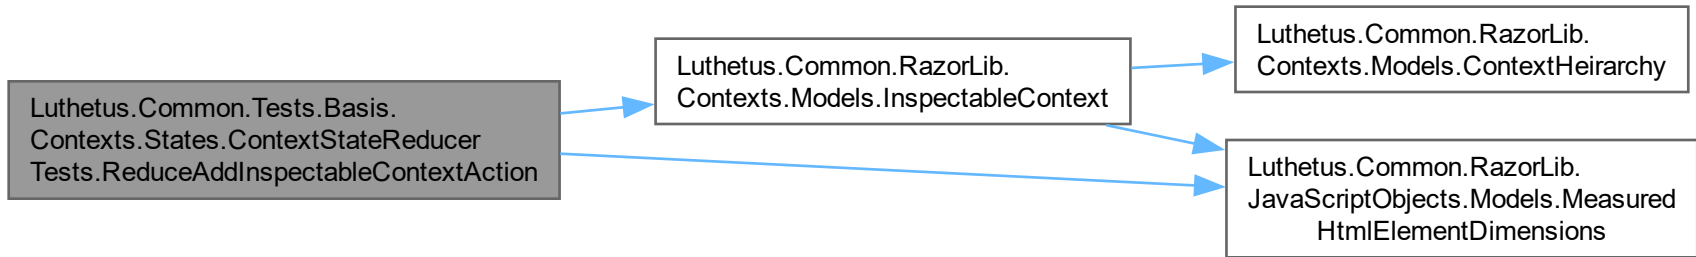 Luthetus.Common.Tests.Basis.
Contexts.States.ContextStateReducer
Tests.ReduceAddInspectableContextAction
Luthetus.Common.RazorLib.
Contexts.Models.InspectableContext
Luthetus.Common.RazorLib.
Contexts.Models.ContextHeirarchy
Luthetus.Common.RazorLib.
JavaScriptObjects.Models.Measured
HtmlElementDimensions